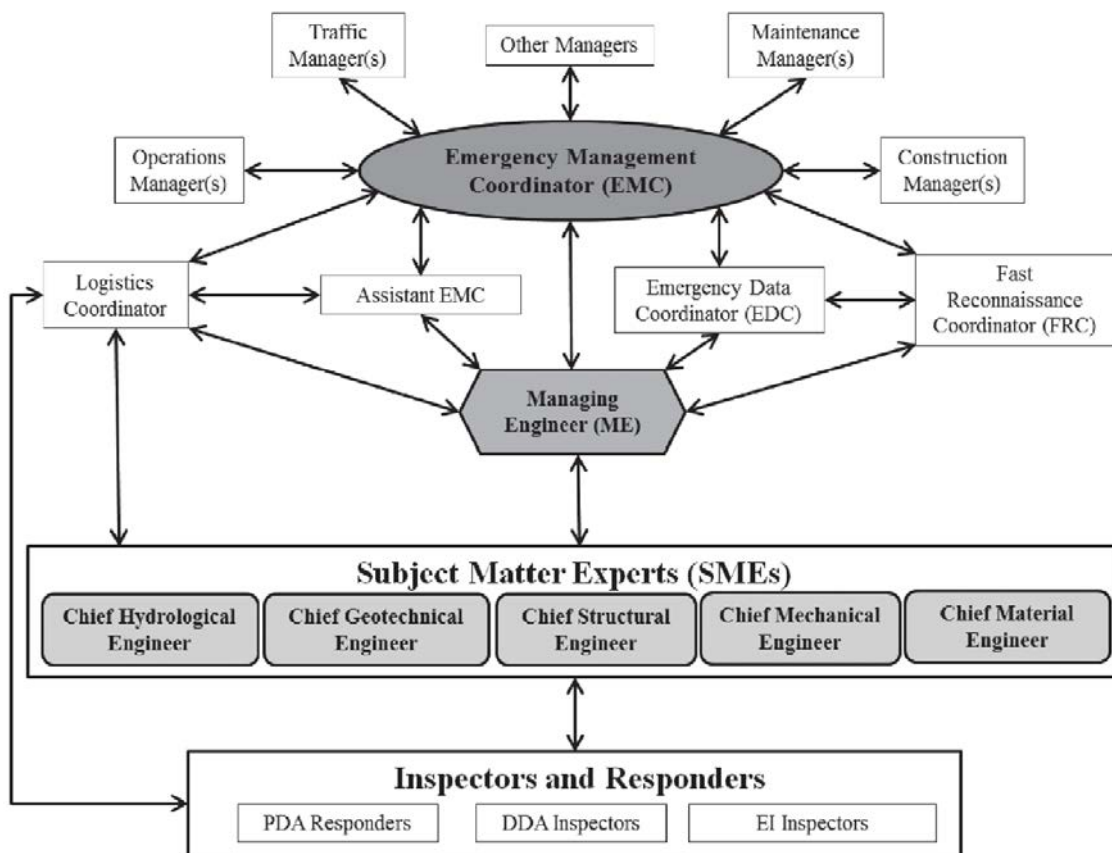 Traffic
Manager(s)
Other Managers
Maintenance
Manager(s)
Operations
Manager(s)
Emergency Management
Coordinator (EMC)
Construction
Manager(s)
Logistics
Coordinator
Assistant EMC
Emergency Data
Coordinator (EDC)
Fast
Reconnaissance
Coordinator (FRC)
Managing
Engineer (ME)
Subject Matter Experts (SMEs)
Chief Hydrological
Engineer
Chief Geotechnical
Engineer
Chief Structural
Engineer
Chief Mechanical
Engineer
Chief Material
Engineer
Inspectors and Responders
PDA Responders
DDA Inspectors
EI Inspectors